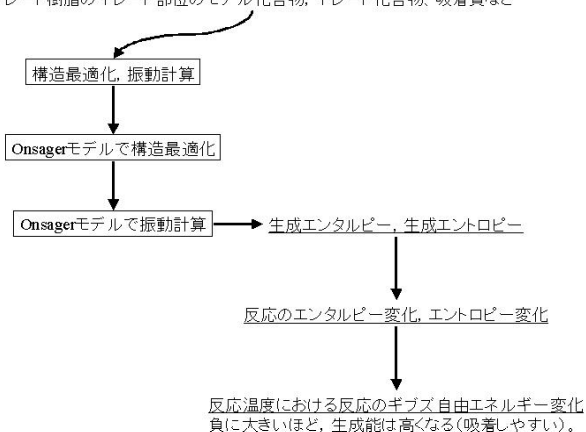 レート樹脂のキレート部位のモデル化合物, キレート化合物、吸着質など
構造最適化, 振動計算
Onsagerモデルで構造最適化
Onsagerモデルで振動計算
生成エンタルピー, 生成エントロピー
反応のエンタルピー変化, エントロピー変化
反応温度における反応のギブズ自由エネルギー変化
負に大きいほど, 生成能は高くなる(吸着しやすい)。